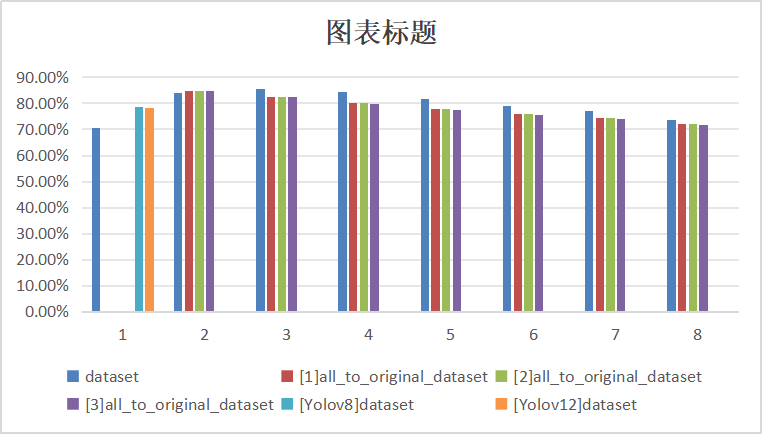 图表标题
90.00%
80.00%
70.00%
60.00%
50.00%
40.00%
30.00%
20.00%
10.00%
0.00%
1 2 3 4 5 6 7 8
dataset [1]all_to_original_dataset [2]all_to_original_dataset
[3]all_to_original_dataset [Yolov8]dataset [Yolov12]dataset